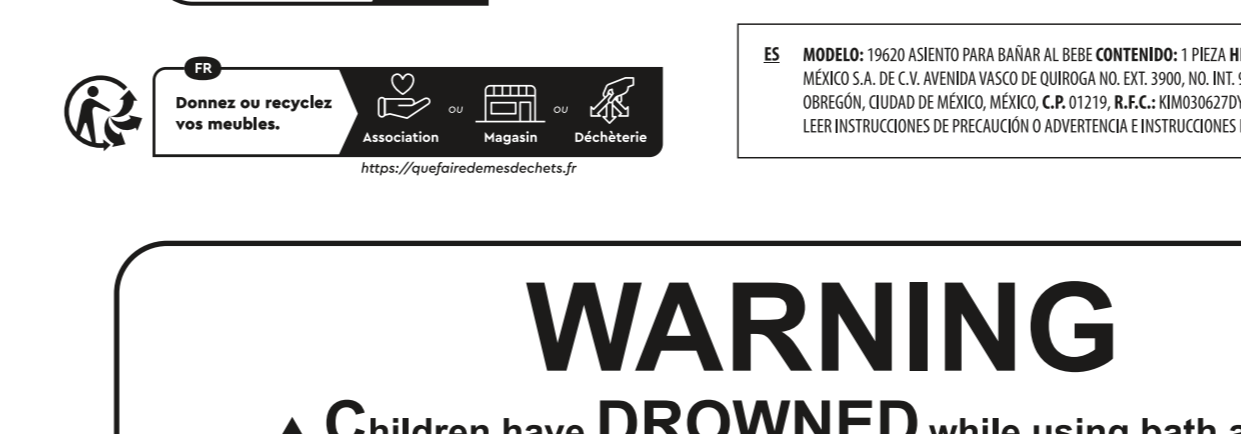 FR
Donnez ou recyclez
vos meubles.
ou
ou
Association
Magasin
Déchèterie
https://quefairedemesdechets.fr
ES MODELO: 19620 ASIENTO PARA BAÑAR AL BEBE CONTENIDO: 1 PIEZA
MÉXICO S.A. DE C.V. AVENIDA VASCO DE QUIROGA NO. EXT. 3900, NO. INT.
OBREGÓN, CIUDAD DE MÉXICO, MÉXICO, C.P. 01219, R.F.C.: KIM030627DY
LEER INSTRUCCIONES DE PRECAUCIÓN O ADVERTENCIA E INSTRUCCIONES
WARNING
Children have DROWNED while using bath